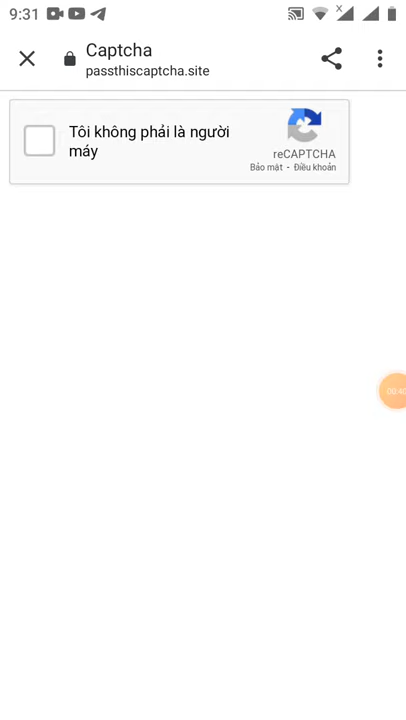 9:31
Captcha
passthiscaptcha.site
Tôi không phải là người
máy
reCAPTCHA
Bảo mật - Điều khoản